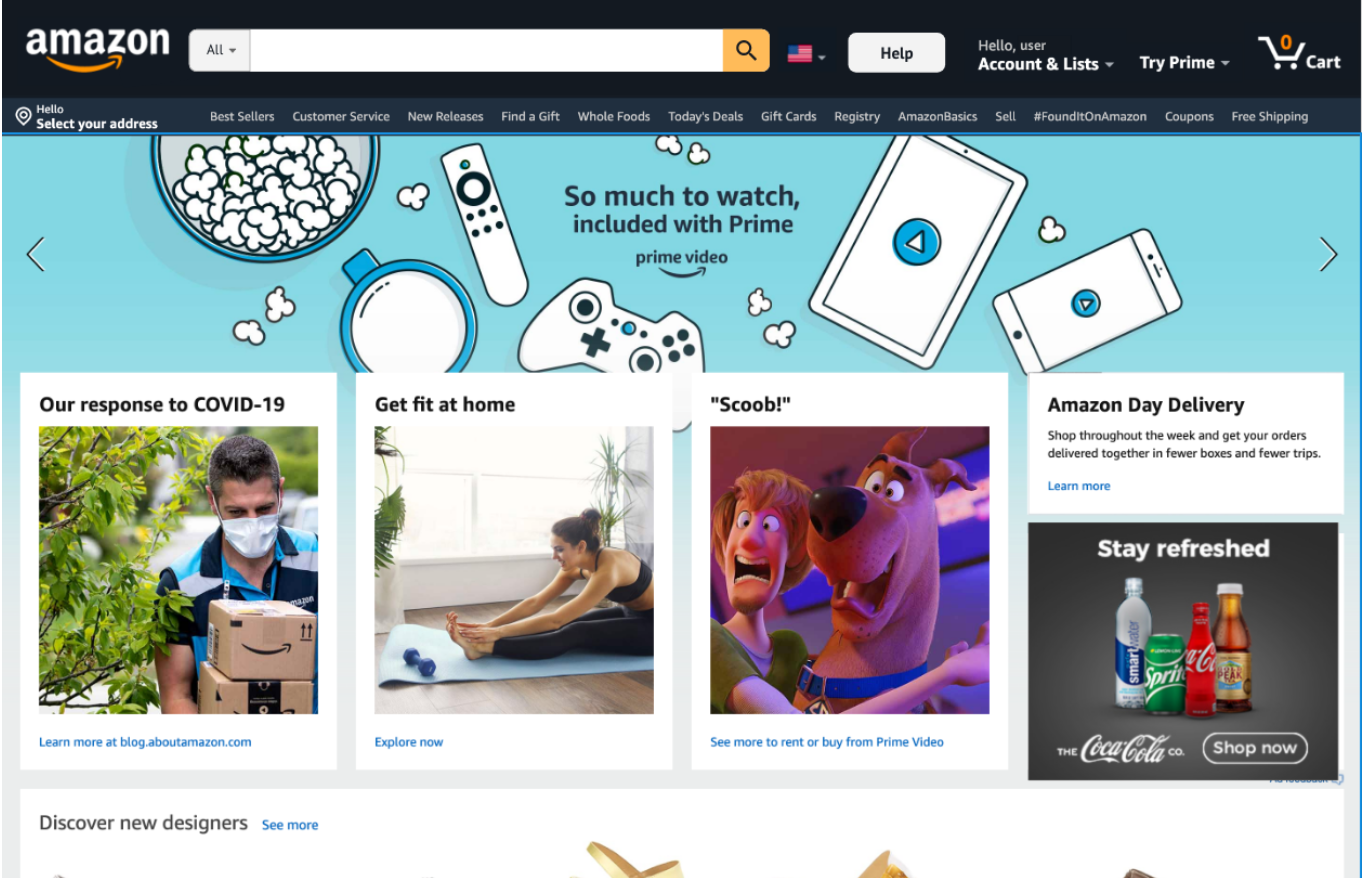 amazon
All
Help
Hello, user
Account & Lists
Try Prime
0
Cart
Hello
Select your address
Best Sellers
Customer Service
New Releases
Find a Gift
Whole Foods
Today's Deals
Gift Cards
Registry
AmazonBasics
Sell
#FoundItOnAmazon
Coupons
Free Shipping
So much to watch,
included with Prime
prime video
Our response to COVID-19
amazon
Learn more at blog.aboutamazon.com
Get fit at home
Explore now
"Scoob!"
See more to rent or buy from Prime Video
Amazon Day Delivery
Shop throughout the week and get your orders
delivered together in fewer boxes and fewer trips.
Learn more
Stay refreshed
smartwater
Sprite
PEAK
THE Coca-Cola CO.
Shop now
Discover new designers
See more